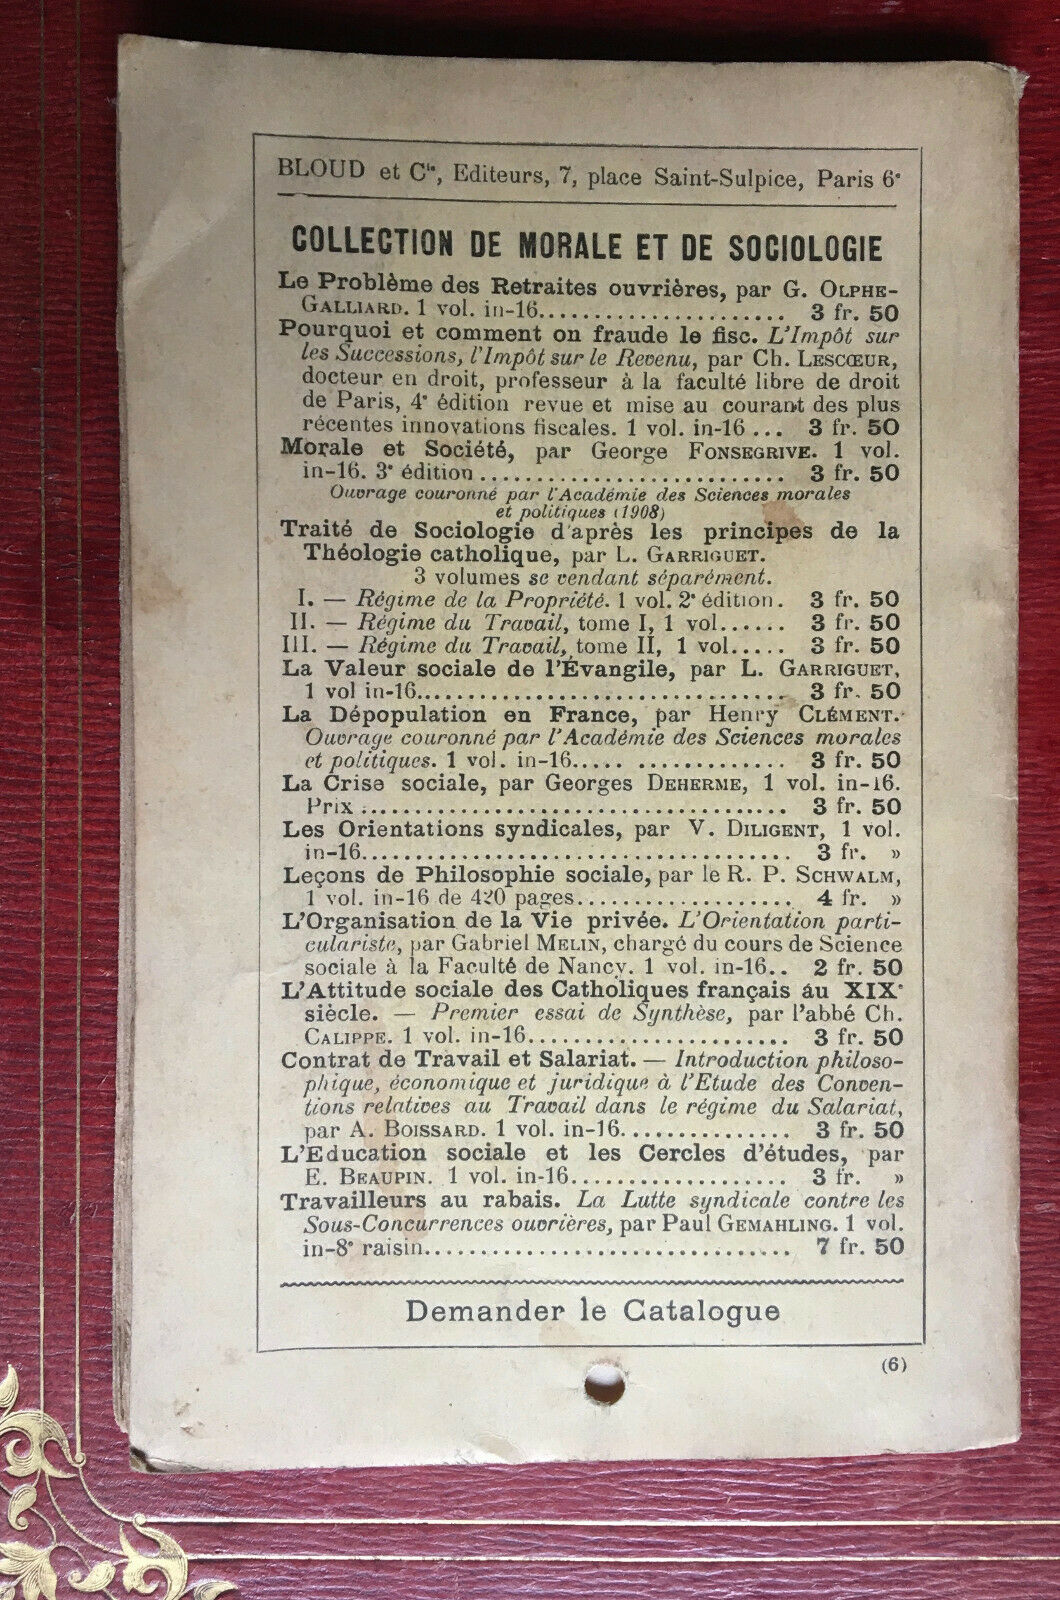 BLOUD et Cie, Editeurs, 7, place Saint-Sulpice, Paris 6e
COLLECTION DE MORALE ET DE SOCIOLOGIE
Le Problème des Retraites ouvrières, par G. OLPHE-
GALLIARD. 1 vol. in-16...................... 3 fr. 50
Pourquoi et comment on fraude le fisc. L'Impôt sur
les Successions, l'Impôt sur le Revenu, par Ch. LESCŒUR,
docteur en droit, professeur à la faculté libre de droit
de Paris, 4e édition revue et mise au courant des plus
récentes innovations fiscales. 1 vol. in-16 ... 3 fr. 50
Morale et Société, par George FONSEGRIVE. 1 vol.
in-16. 3e édition ............................ 3 fr. 50
Ouvrage couronné par l'Académie des Sciences morales
et politiques (1908)
Traité de Sociologie d'après les principes de la
Théologie catholique, par L. GARRIGUET.
3 volumes se vendant séparément.
I. — Régime de la Propriété. 1 vol. 2e édition. 3 fr. 50
II. — Régime du Travail, tome I, 1 vol...... 3 fr. 50
III. — Régime du Travail, tome II, 1 vol..... 3 fr. 50
La Valeur sociale de l'Évangile, par L. GARRIGUET,
1 vol in-16................................. 3 fr. 50
La Dépopulation en France, par Henry CLÉMENT.
Ouvrage couronné par l'Académie des Sciences morales
et politiques. 1 vol. in-16..... ............. 3 fr. 50
La Crise sociale, par Georges DEHERME, 1 vol. in-16.
Prix ...................................... 3 fr. 50
Les Orientations syndicales, par V. DILIGENT, 1 vol.
in-16....................................... 3 fr. »
Leçons de Philosophie sociale, par le R. P. SCHWALM,
1 vol. in-16 de 420 pages................... 4 fr. »
L'Organisation de la Vie privée. L'Orientation parti-
culariste, par Gabriel MELIN, chargé du cours de Science
sociale à la Faculté de Nancy. 1 vol. in-16.. 2 fr. 50
L'Attitude sociale des Catholiques français au XIXe
siècle. — Premier essai de Synthèse, par l'abbé Ch.
CALIPPE. 1 vol. in-16........................ 3 fr. 50
Contrat de Travail et Salariat. — Introduction philoso-
phique, économique et juridique à l'Etude des Conven-
tions relatives au Travail dans le régime du Salariat,
par A. BOISSARD. 1 vol. in-16............... 3 fr. 50
L'Education sociale et les Cercles d'études, par
E. BEAUPIN. 1 vol. in-16................... 3 fr. »
Travailleurs au rabais. La Lutte syndicale contre les
Sous-Concurrences ouvrières, par Paul GEMAHLING. 1 vol.
in-8e raisin................................ 7 fr. 50
Demander le Catalogue
(6)